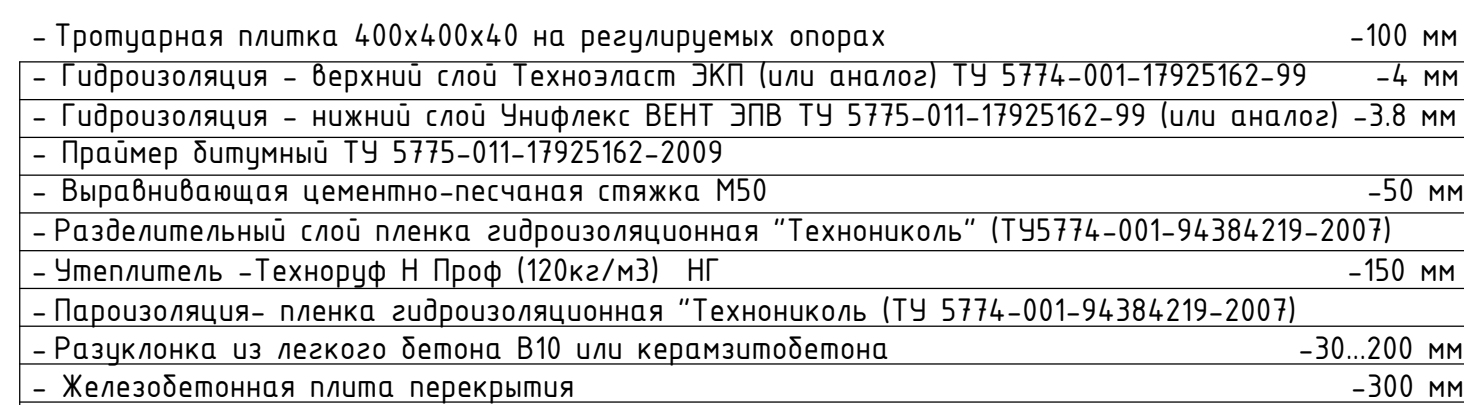 - Тротуарная плитка 400х400х40 на регулируемых опорах -100 мм
- Гидроизоляция - верхний слой Техноэласт ЭКП (или аналог) ТУ 5774-001-17925162-99 -4 мм
- Гидроизоляция - нижний слой Унифлекс ВЕНТ ЭПВ ТУ 5775-011-17925162-99 (или аналог) -3.8 мм
- Праймер битумный ТУ 5775-011-17925162-2009
- Выравнивающая цементно-песчаная стяжка М50 -50 мм
- Разделительный слой пленка гидроизоляционная "Технониколь" (ТУ5774-001-94384219-2007)
- Утеплитель -Техноруф Н Проф (120кг/м3) НГ -150 мм
- Пароизоляция- пленка гидроизоляционная "Технониколь (ТУ 5774-001-94384219-2007)
- Разуклонка из легкого бетона В10 или керамзитобетона -30...200 мм
- Железобетонная плита перекрытия -300 мм